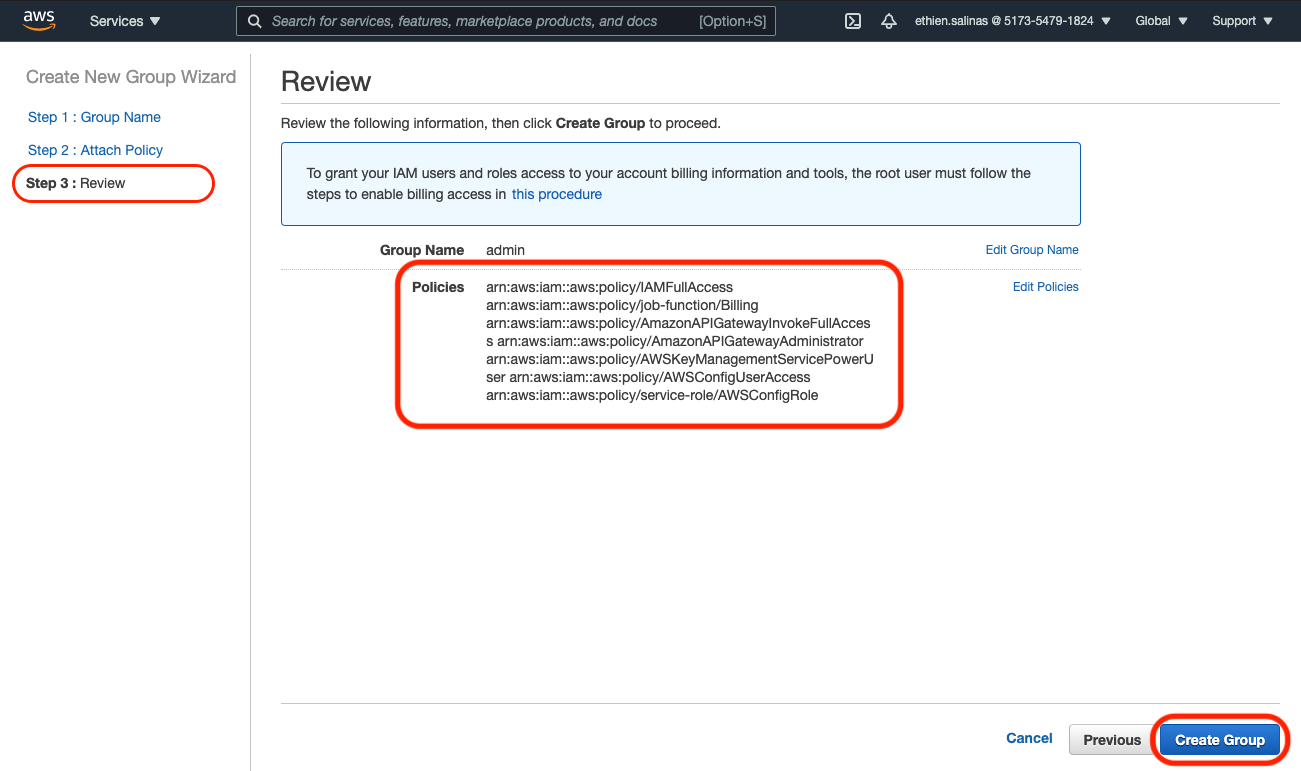 aws
Services ▼
Search for services, features, marketplace products, and docs [Option+S]
ethien.salinas @ 5173-5479-1824 ▼
Global ▼
Support ▼
Create New Group Wizard
Step 1 : Group Name
Step 2 : Attach Policy
Step 3 : Review
Review
Review the following information, then click Create Group to proceed.
To grant your IAM users and roles access to your account billing information and tools, the root user must follow the
steps to enable billing access in this procedure
Group Name admin Edit Group Name
Policies arn:aws:iam::aws:policy/IAMFullAccess Edit Policies
arn:aws:iam::aws:policy/job-function/Billing
arn:aws:iam::aws:policy/AmazonAPIGatewayInvokeFullAcces
s arn:aws:iam::aws:policy/AmazonAPIGatewayAdministrator
arn:aws:iam::aws:policy/AWSKeyManagementServicePowerU
ser arn:aws:iam::aws:policy/AWSConfigUserAccess
arn:aws:iam::aws:policy/service-role/AWSConfigRole
Cancel
Previous
Create Group